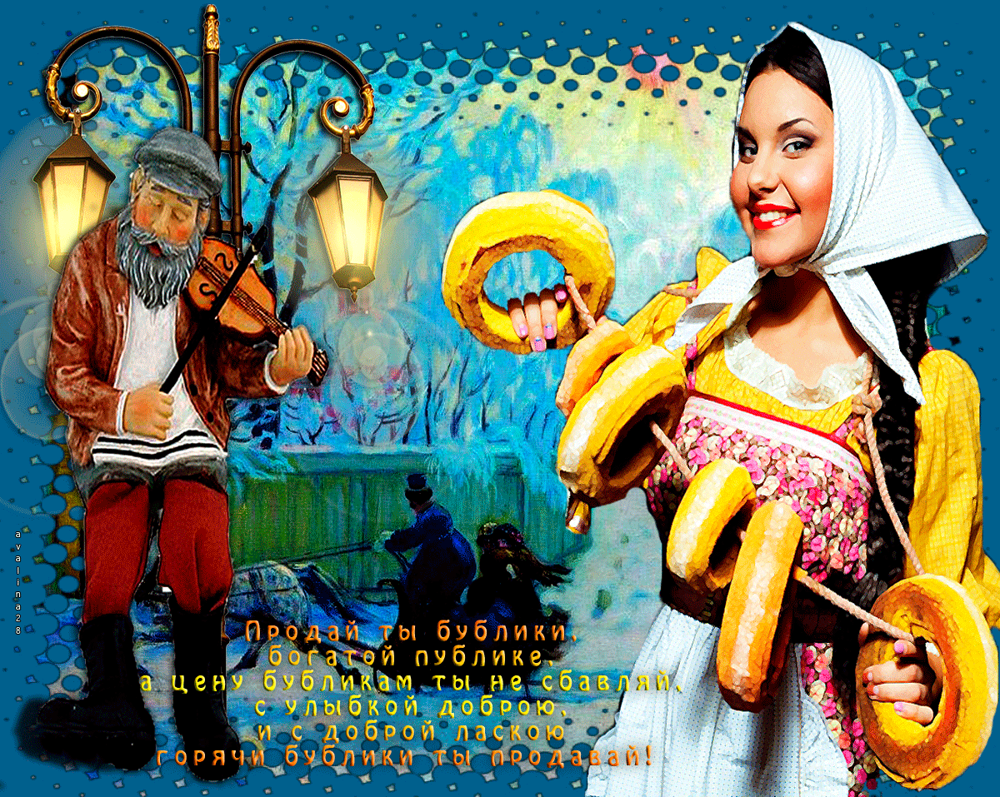 Продай ты бублики,
богатой публике,
а цену бубликам ты не сбавляй,
с улыбкой доброю,
и с доброй ласкою
горячи бублики ты продавай!
avalina28